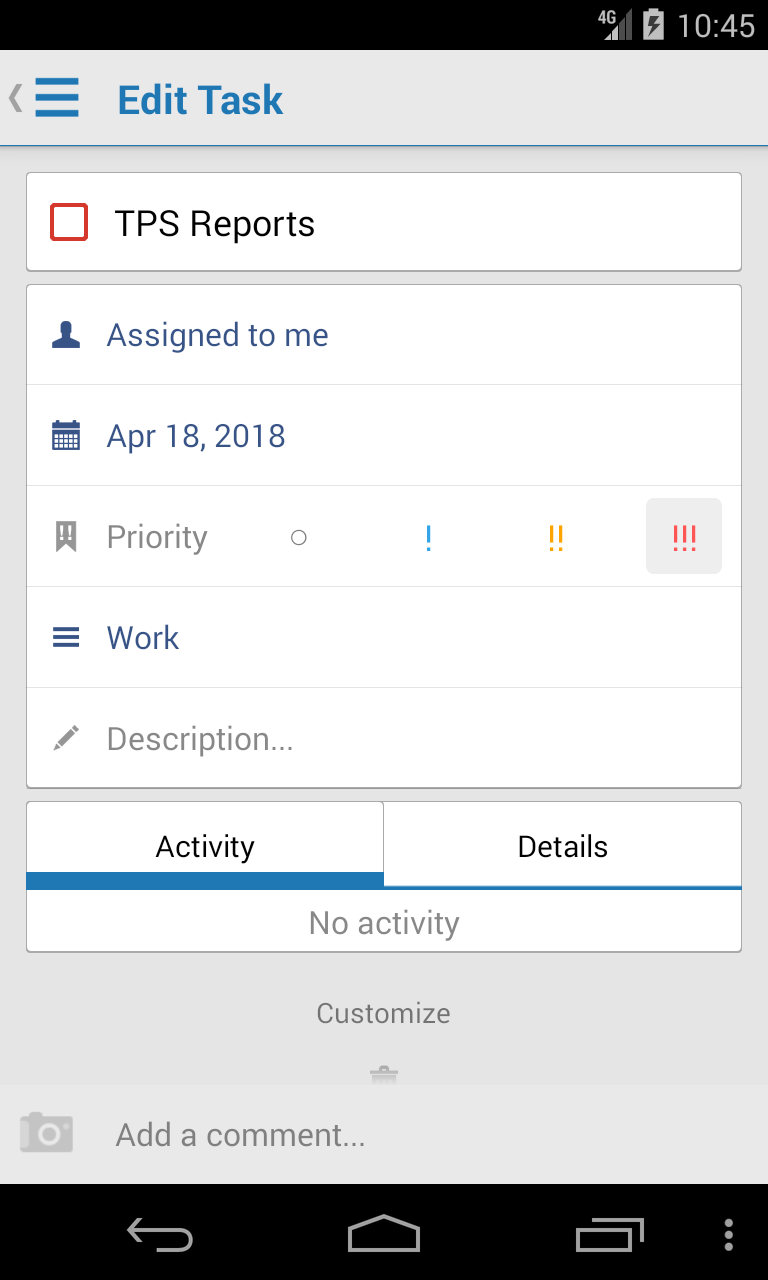 4G 10:45
Edit Task
TPS Reports
Assigned to me
Apr 18, 2018
Priority ! !! !!!
Work
Description...
Activity Details
No activity
Customize
Add a comment...